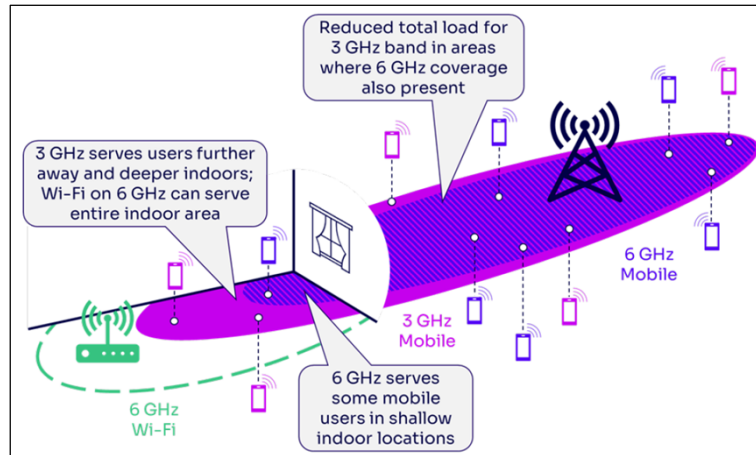 Reduced total load for
3 GHz band in areas
where 6 GHz coverage
also present
3 GHz serves users further
away and deeper indoors;
Wi-Fi on 6 GHz can serve
entire indoor area
6 GHz
Mobile
3 GHz
Mobile
6 GHz serves
some mobile
users in shallow
indoor locations
6 GHz
Wi-Fi